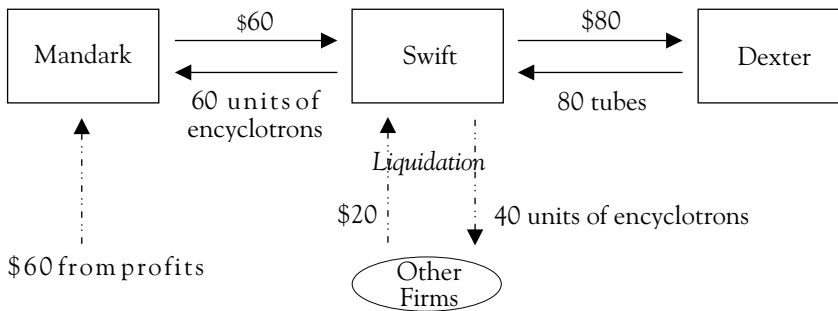 $60
$80
Mandark
Swift
Dexter
60 units of
encyclotrons
80 tubes
Liquidation
$20
40 units of encyclotrons
$60 from profits
Other
Firms